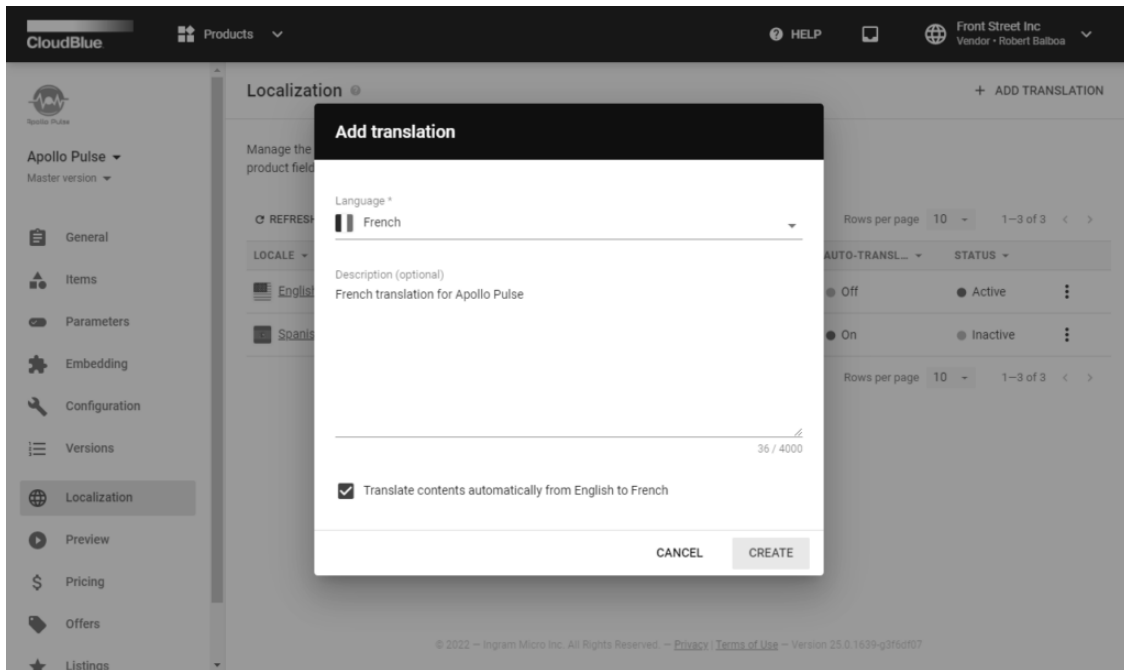 CloudBlue
Products
HELP
Front Street Inc
Vendor • Robert Balboa
Apollo Pulse
Apollo Pulse
Master version
General
Items
Parameters
Embedding
Configuration
Versions
Localization
Preview
Pricing
Offers
Listings
Localization
+ ADD TRANSLATION
Manage the
product field
REFRESH
Rows per page 10 1–3 of 3 < >
LOCALE AUTO-TRANSL... STATUS
English Off Active
Spanis On Inactive
Rows per page 10 1–3 of 3 < >
Add translation
Language *
French
Description (optional)
French translation for Apollo Pulse
36 / 4000
Translate contents automatically from English to French
CANCEL CREATE
© 2022 – Ingram Micro Inc. All Rights Reserved. – Privacy | Terms of Use – Version 25.0.1639-g3f6df07